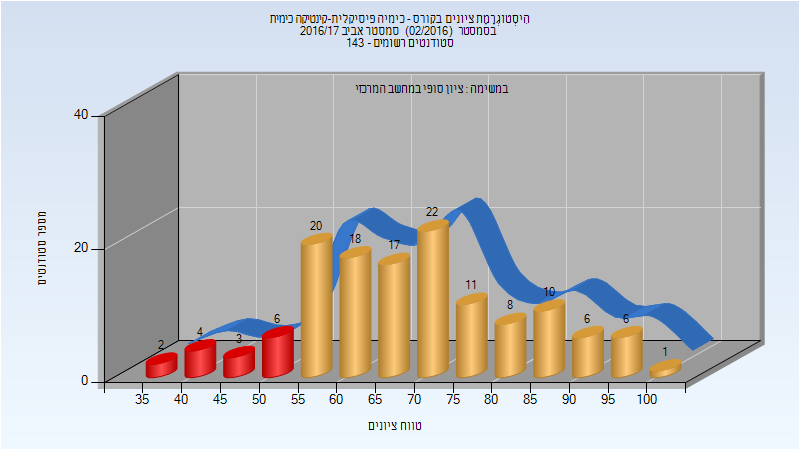 היסטוגרמת ציונים בקורס - כימיה פיסיקלית-קינטיקה כימית
בסמסטר (02/2016) סמסטר אביב 2016/17
סטודנטים רשומים - 143
במשימה : ציון סופי במחשב המרכזי
מספר סטודנטים
40
20
0
2
4
3
6
20
18
17
22
11
8
10
6
6
1
35 40 45 50 55 60 65 70 75 80 85 90 95 100
טווח ציונים